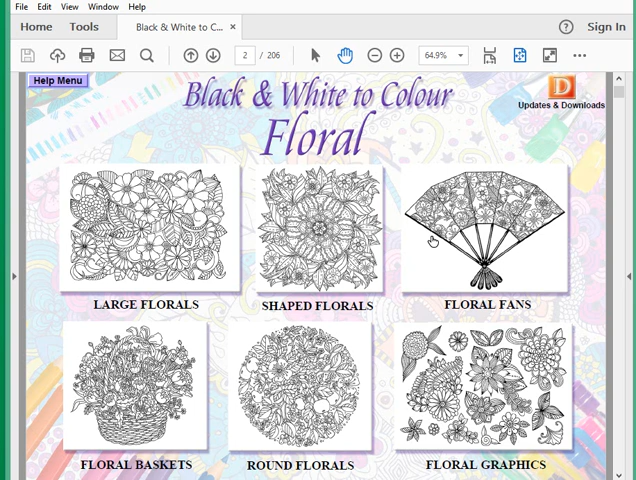 File Edit View Window Help
Home Tools Black & White to C... × ? Sign In
2 / 206 64.9%
Help Menu
Black & White to Colour
Floral
D
Updates & Downloads
LARGE FLORALS SHAPED FLORALS FLORAL FANS
FLORAL BASKETS ROUND FLORALS FLORAL GRAPHICS